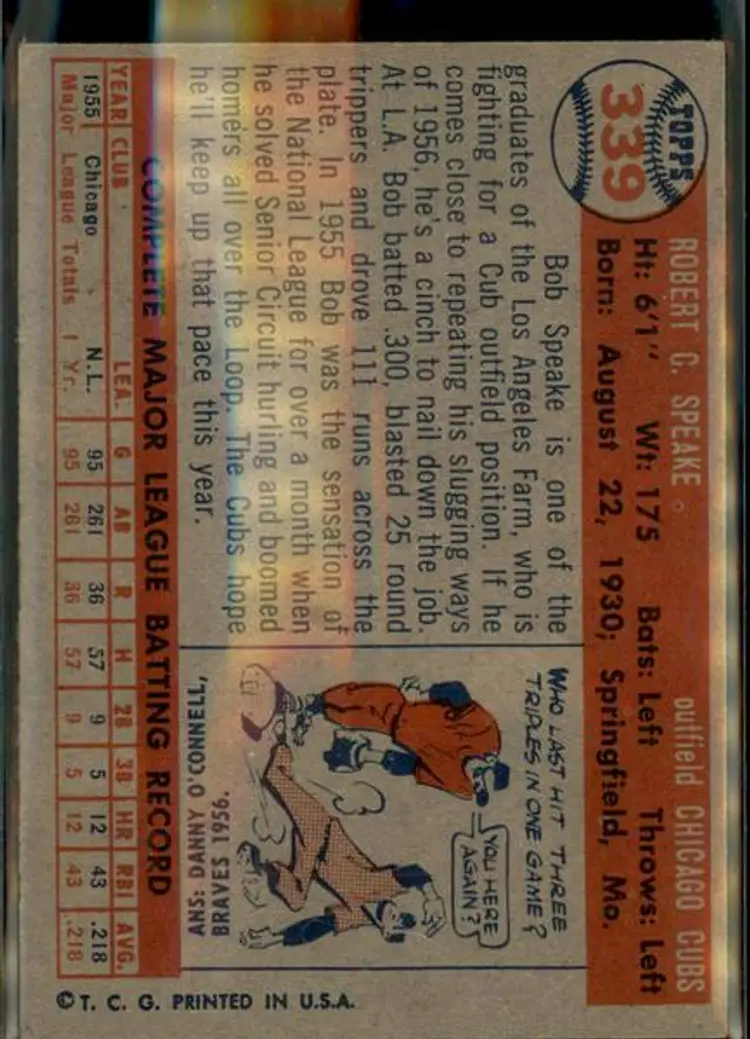 TOPPS
339
ROBERT C. SPEAKE outfield CHICAGO CUBS
Ht: 6'1" Wt: 175 Bats: Left Throws: Left
Born: August 22, 1930; Springfield, Mo.
Bob Speake is one of the
graduates of the Los Angeles Farm, who is
fighting for a Cub outfield position. If he
comes close to repeating his slugging ways
of 1956, he's a cinch to nail down the job.
At L.A. Bob batted .300, blasted 25 round
trippers and drove 111 runs across the
plate. In 1955 Bob was the sensation of
the National League for over a month when
he solved Senior Circuit hurling and boomed
homers all over the Loop. The Cubs hope
he'll keep up that pace this year.
WHO LAST HIT THREE
TRIPLES IN ONE GAME?
YOU HERE
AGAIN?
ANS: DANNY O'CONNELL,
BRAVES 1956.
COMPLETE MAJOR LEAGUE BATTING RECORD
YEAR CLUB LEA. G AB R H 2B 3B HR RBI AVG.
1955 Chicago N.L. 95 261 36 57 9 5 12 43 .218
Major League Totals 1 Yr. 95 261 36 57 9 5 12 43 .218
© T. C. G. PRINTED IN U.S.A.